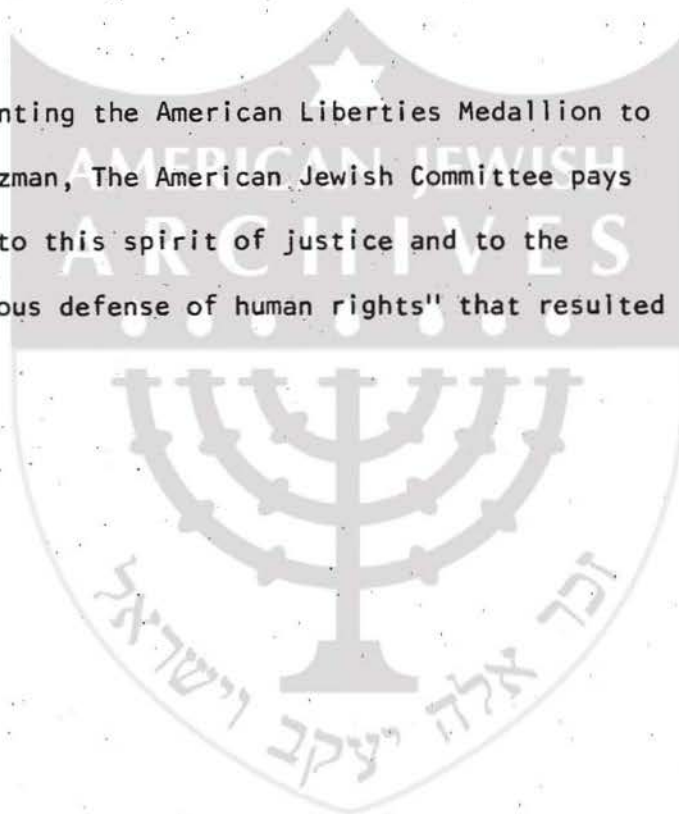 nting the American Liberties Medallion to
zman, The American Jewish Committee pays
to this spirit of justice and to the
ous defense of human rights" that resulted
AMERICAN JEWISH
ARCHIVES
זכר אלה יעקב וישראל